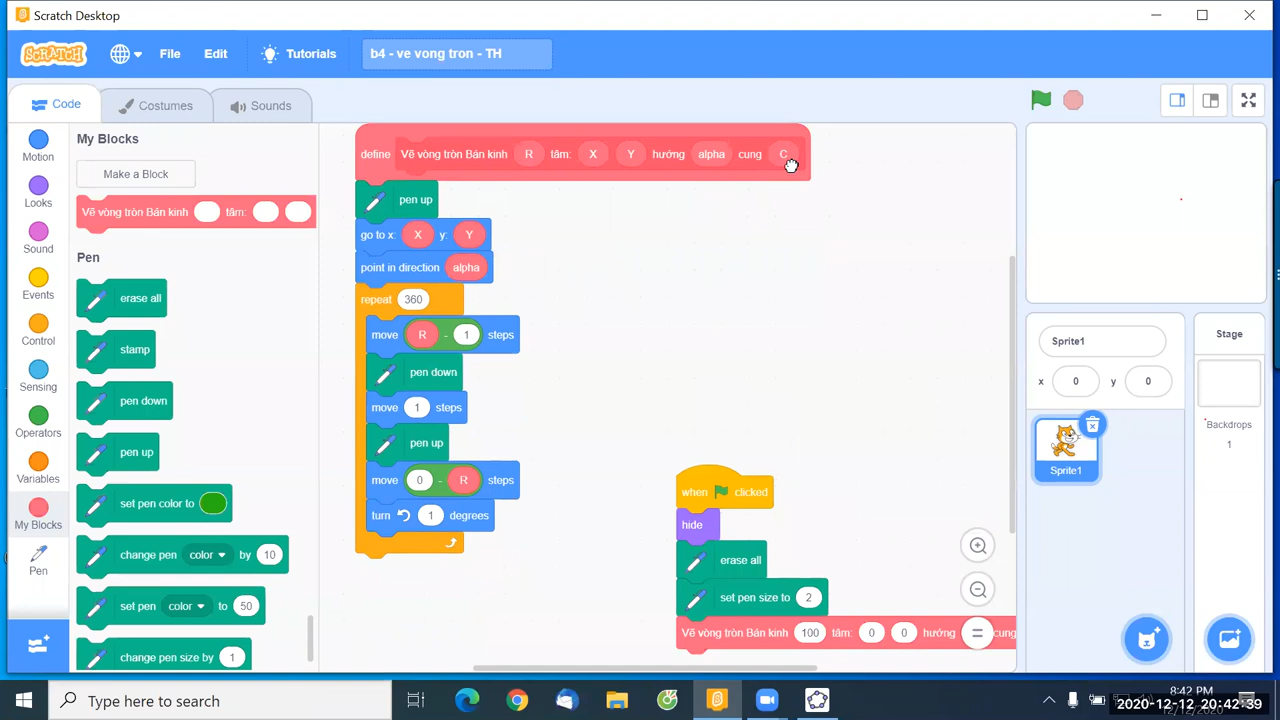 Scratch Desktop
SCRATCH
File
Edit
Tutorials
b4 - ve vong tron - TH
Code
Costumes
Sounds
Motion
Looks
Sound
Events
Control
Sensing
Operators
Variables
My Blocks
Pen
My Blocks
Make a Block
Vẽ vòng tròn Bán kinh tâm:
Pen
erase all
stamp
pen down
pen up
set pen color to
change pen color by 10
set pen color to 50
change pen size by 1
define Vẽ vòng tròn Bán kinh R tâm: X Y hướng alpha cung C
pen up
go to x: X y: Y
point in direction alpha
repeat 360
move R - 1 steps
pen down
move 1 steps
pen up
move 0 - R steps
turn 1 degrees
when clicked
hide
erase all
set pen size to 2
Vẽ vòng tròn Bán kinh 100 tâm: 0 0 hướng cung
Sprite1
x 0 y 0
Sprite1
Stage
Backdrops
1
Type here to search
8:42 PM
2020-12-12 20:42:39